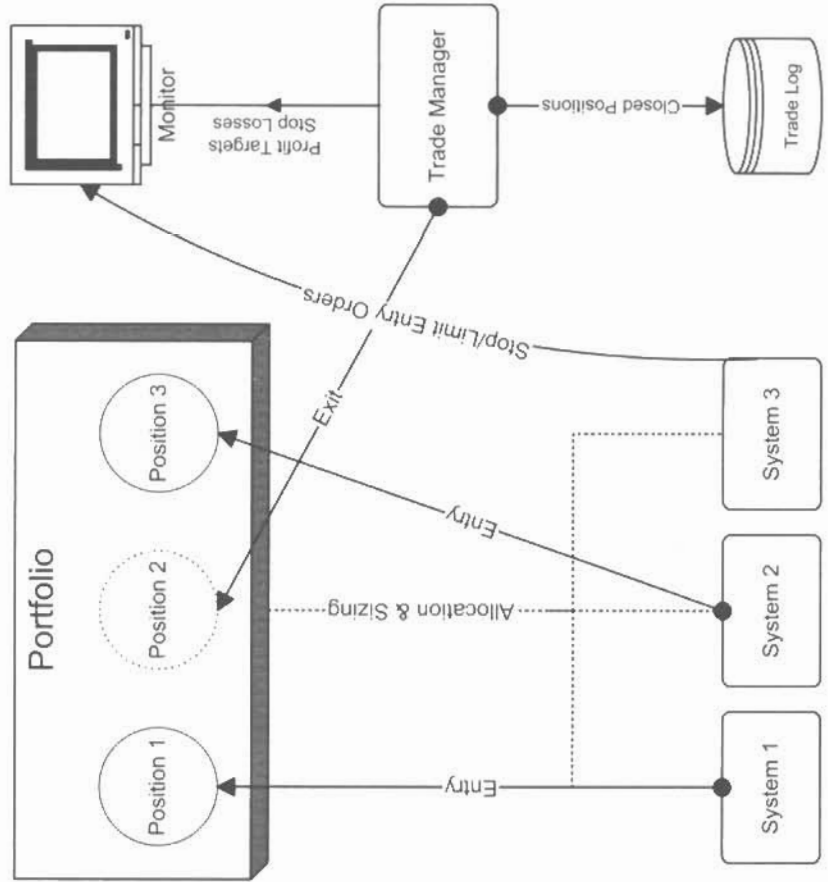 Portfolio
Position 1
Position 2
Position 3
Monitor
Profit Targets
Stop Losses
Trade Manager
Closed Positions
Trade Log
Stop/Limit Entry Orders
Exit
Entry
Allocation & Sizing
Entry
System 1
System 2
System 3